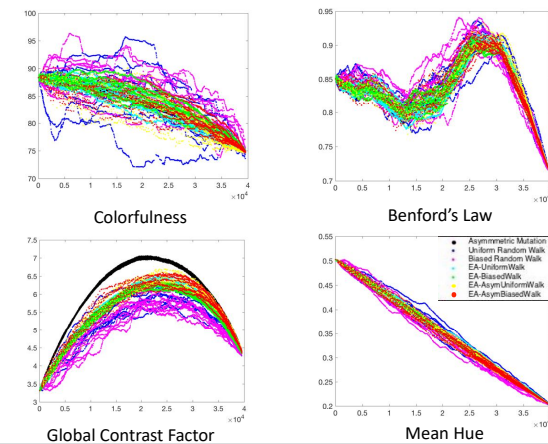 100
95
90
85
80
75
70
0 0.5 1 1.5 2 2.5 3 3.5 4
×10⁴
Colorfulness
0.95
0.9
0.85
0.8
0.75
0.7
0 0.5 1 1.5 2 2.5 3 3.5
×10
Benford's Law
7.5
7
6.5
6
5.5
5
4.5
4
3.5
3
0 0.5 1 1.5 2 2.5 3 3.5 4
×10⁴
Global Contrast Factor
0.55
0.5
0.45
0.4
0.35
0.3
0.25
0.2
Asymmetric Mutation
Uniform Random Walk
Biased Random Walk
EA-UniformWalk
EA-BiasedWalk
EA-AsymUniformWalk
EA-AsymBiasedWalk
0 0.5 1 1.5 2 2.5 3 3.5
×10
Mean Hue